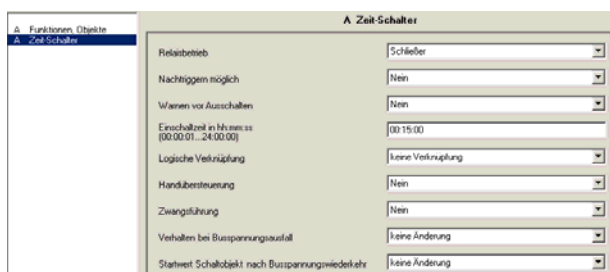 A Funktionen, Objekte
A Zeit-Schalter
A Zeit-Schalter
Relaisbetrieb Schließer
Nachtriggern möglich Nein
Warnen vor Ausschalten Nein
Einschaltzeit in hh:mm:ss
(00:00:01...24:00:00) 00:15:00
Logische Verknüpfung keine Verknüpfung
Handübersteuerung Nein
Zwangsführung Nein
Verhalten bei Busspannungsausfall keine Änderung
Startwert Schaltobjekt nach Busspannungswiederkehr keine Änderung